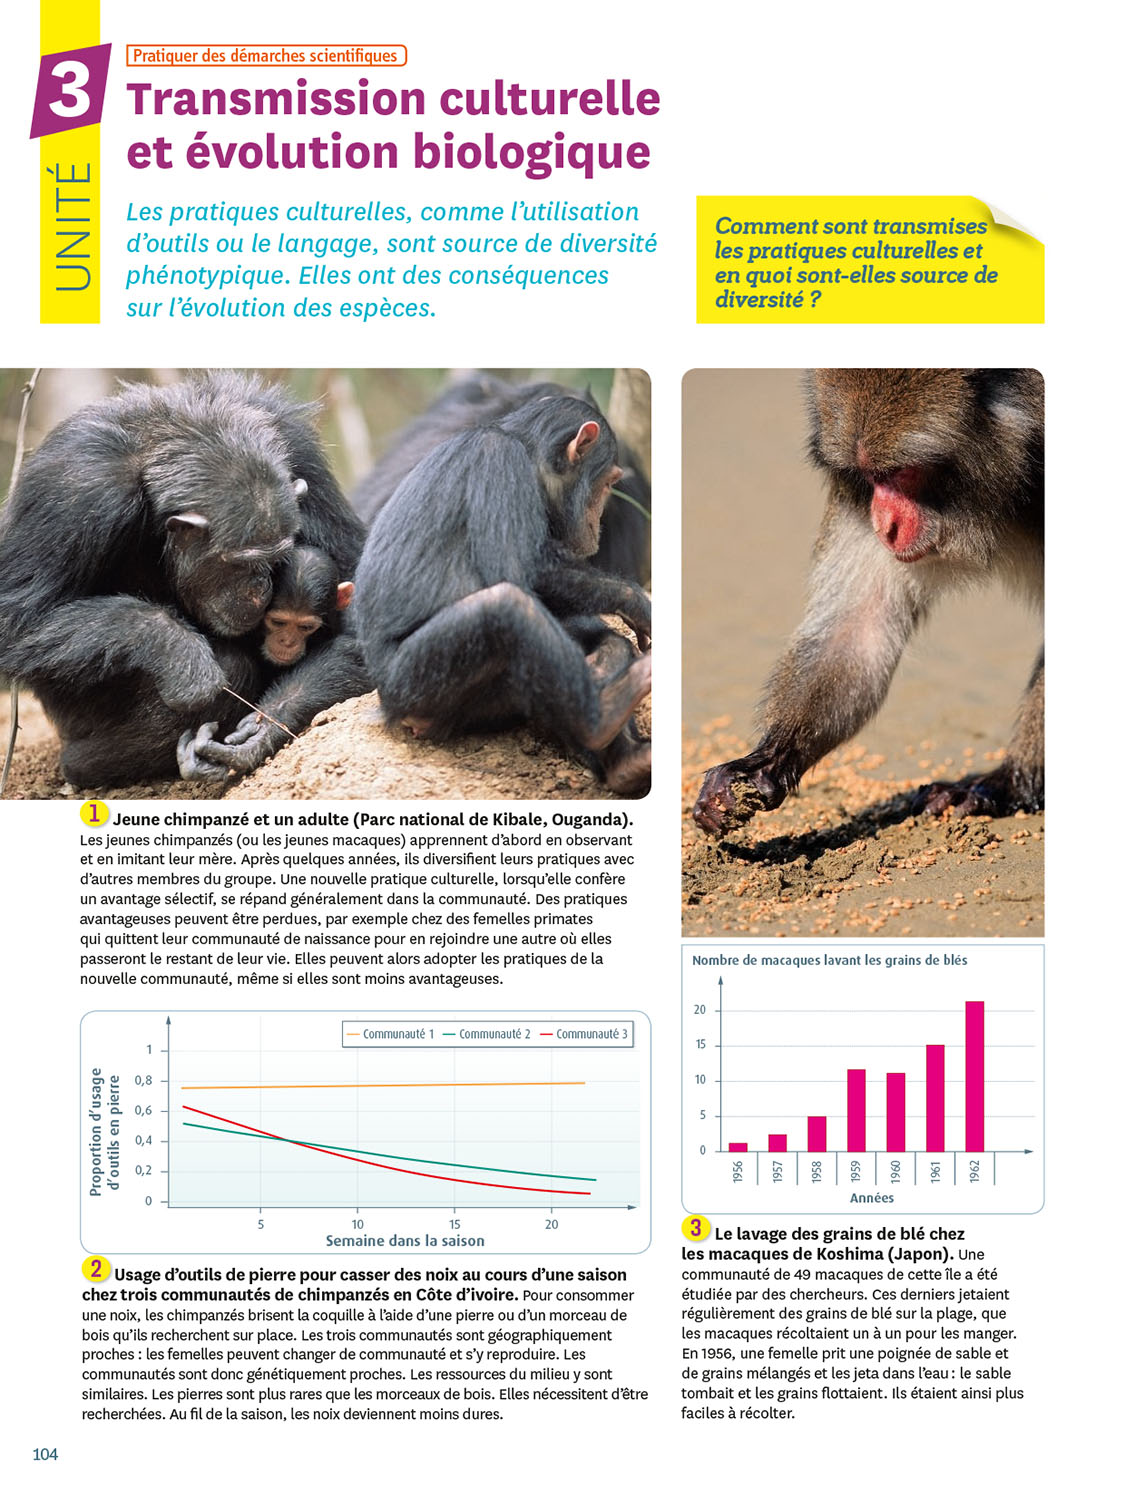 3
UNITÉ
Pratiquer des démarches scientifiques
Transmission culturelle
et évolution biologique
Les pratiques culturelles, comme l’utilisation
d’outils ou le langage, sont source de diversité
phénotypique. Elles ont des conséquences
sur l’évolution des espèces.
Comment sont transmises
les pratiques culturelles et
en quoi sont-elles source de
diversité ?
1 Jeune chimpanzé et un adulte (Parc national de Kibale, Ouganda).
Les jeunes chimpanzés (ou les jeunes macaques) apprennent d’abord en observant
et en imitant leur mère. Après quelques années, ils diversifient leurs pratiques avec
d’autres membres du groupe. Une nouvelle pratique culturelle, lorsqu’elle confère
un avantage sélectif, se répand généralement dans la communauté. Des pratiques
avantageuses peuvent être perdues, par exemple chez des femelles primates
qui quittent leur communauté de naissance pour en rejoindre une autre où elles
passeront le restant de leur vie. Elles peuvent alors adopter les pratiques de la
nouvelle communauté, même si elles sont moins avantageuses.
Communauté 1 Communauté 2 Communauté 3
Proportion d’usage
d’outils en pierre
1
0,8
0,6
0,4
0,2
0
5 10 15 20
Semaine dans la saison
2 Usage d’outils de pierre pour casser des noix au cours d’une saison
chez trois communautés de chimpanzés en Côte d’ivoire. Pour consommer
une noix, les chimpanzés brisent la coquille à l’aide d’une pierre ou d’un morceau de
bois qu’ils recherchent sur place. Les trois communautés sont géographiquement
proches : les femelles peuvent changer de communauté et s’y reproduire. Les
communautés sont donc génétiquement proches. Les ressources du milieu y sont
similaires. Les pierres sont plus rares que les morceaux de bois. Elles nécessitent d’être
recherchées. Au fil de la saison, les noix deviennent moins dures.
Nombre de macaques lavant les grains de blés
20
15
10
5
0
1956 1957 1958 1959 1960 1961 1962
Années
3 Le lavage des grains de blé chez
les macaques de Koshima (Japon). Une
communauté de 49 macaques de cette île a été
étudiée par des chercheurs. Ces derniers jetaient
régulièrement des grains de blé sur la plage, que
les macaques récoltaient un à un pour les manger.
En 1956, une femelle prit une poignée de sable et
de grains mélangés et les jeta dans l’eau : le sable
tombait et les grains flottaient. Ils étaient ainsi plus
faciles à récolter.
104